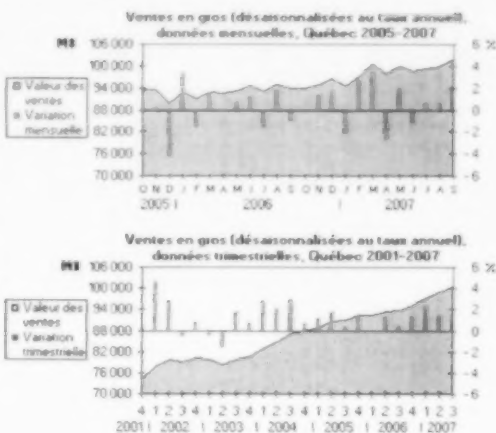 Ventes en gros (désaisonnalisées au taux annuel),
données mensuelles, Québec 2005-2007
M$
106 000
100 000
94 000
88 000
82 000
76 000
70 000
6 %
4
2
0
-2
-4
-6
Valeur des
ventes
Variation
mensuelle
O N D J F M A M J J A S O N D J F M A M J J A S
2005 2006 2007
Ventes en gros (désaisonnalisées au taux annuel),
données trimestrielles, Québec 2001-2007
M$
106 000
100 000
94 000
88 000
82 000
76 000
70 000
6 %
4
2
0
-2
-4
-6
Valeur des
ventes
Variation
trimestrielle
4 1 2 3 4 1 2 3 4 1 2 3 4 1 2 3 4 1 2 3 4 1 2 3
2001 2002 2003 2004 2005 2006 2007